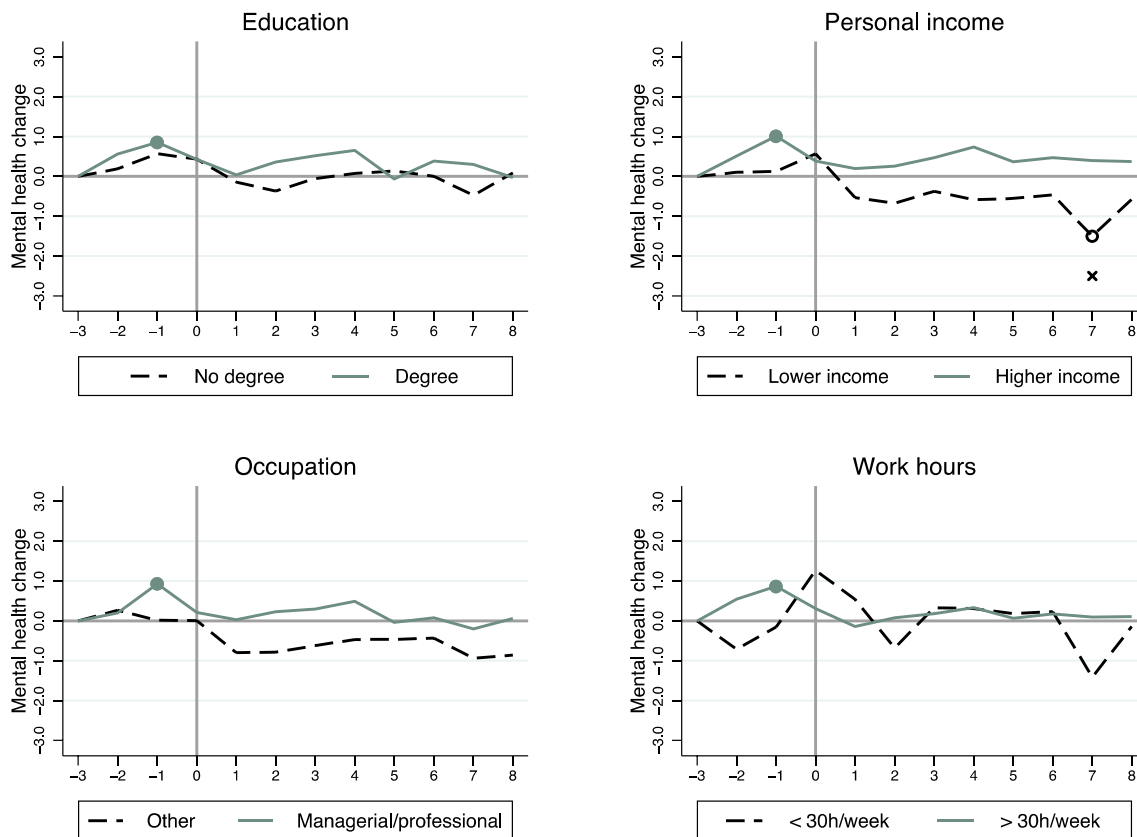 Education
Mental health change
3.0
2.0
1.0
0.0
−1.0
−2.0
−3.0
−3 −2 −1 0 1 2 3 4 5 6 7 8
No degree Degree
Personal income
Mental health change
3.0
2.0
1.0
0.0
−1.0
−2.0
−3.0
−3 −2 −1 0 1 2 3 4 5 6 7 8
Lower income Higher income
Occupation
Mental health change
3.0
2.0
1.0
0.0
−1.0
−2.0
−3.0
−3 −2 −1 0 1 2 3 4 5 6 7 8
Other Managerial/professional
Work hours
Mental health change
3.0
2.0
1.0
0.0
−1.0
−2.0
−3.0
−3 −2 −1 0 1 2 3 4 5 6 7 8
< 30h/week > 30h/week